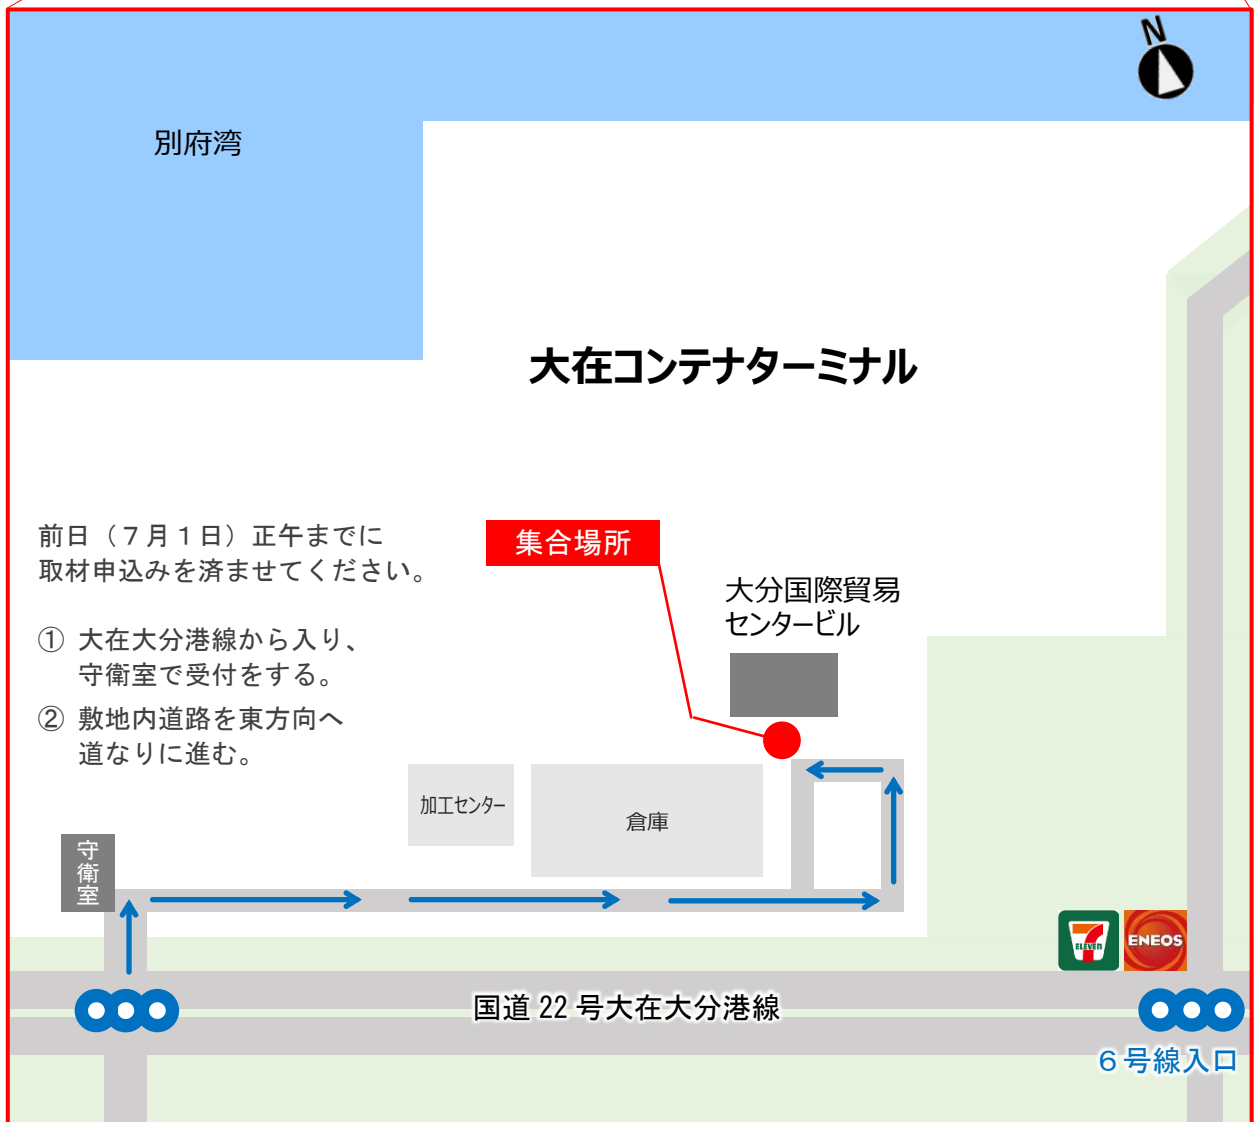 N
別府湾
大在コンテナターミナル
前日（７月１日）正午までに
取材申込みを済ませてください。
① 大在大分港線から入り、
守衛室で受付をする。
② 敷地内道路を東方向へ
道なりに進む。
集合場所
大分国際貿易
センタービル
加工センター
倉庫
守衛室
ELEVEn
ENEOS
国道22号大在大分港線
６号線入口